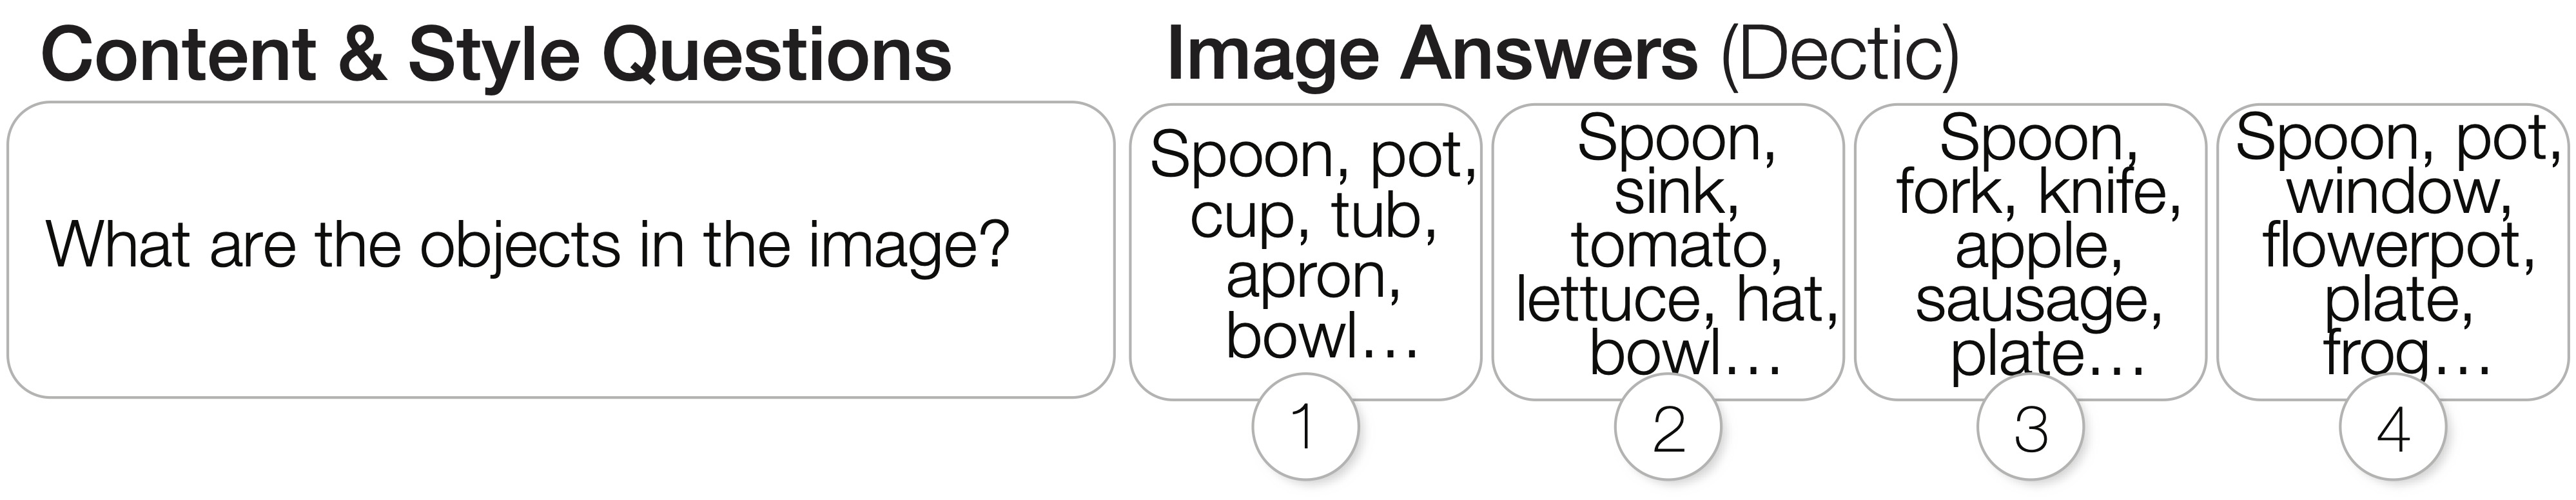 Content & Style Questions
Image Answers (Dectic)
What are the objects in the image?
Spoon, pot,
cup, tub,
apron,
bowl…
1
Spoon,
sink,
tomato,
lettuce, hat,
bowl…
2
Spoon,
fork, knife,
apple,
sausage,
plate…
3
Spoon, pot,
window,
flowerpot,
plate,
frog…
4